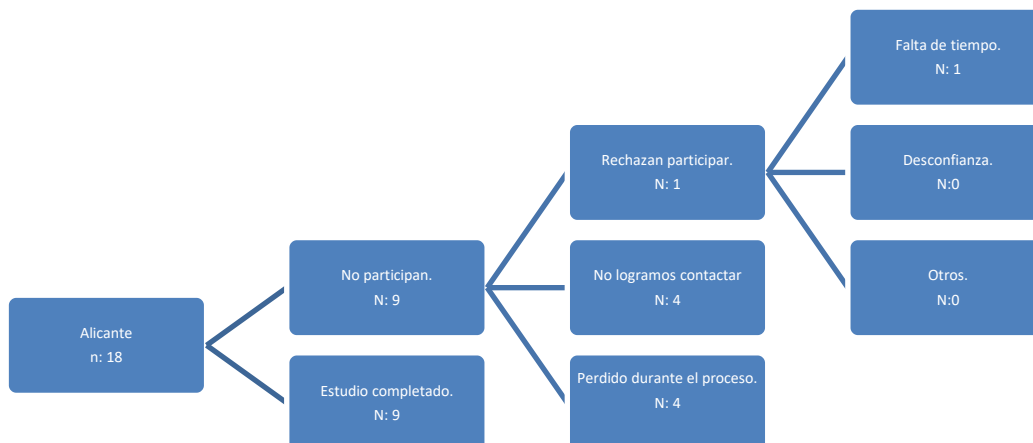 Alicante
n: 18
No participan.
N: 9
Estudio completado.
N: 9
Rechazan participar.
N: 1
No logramos contactar
N: 4
Perdido durante el proceso.
N: 4
Falta de tiempo.
N: 1
Desconfianza.
N:0
Otros.
N:0